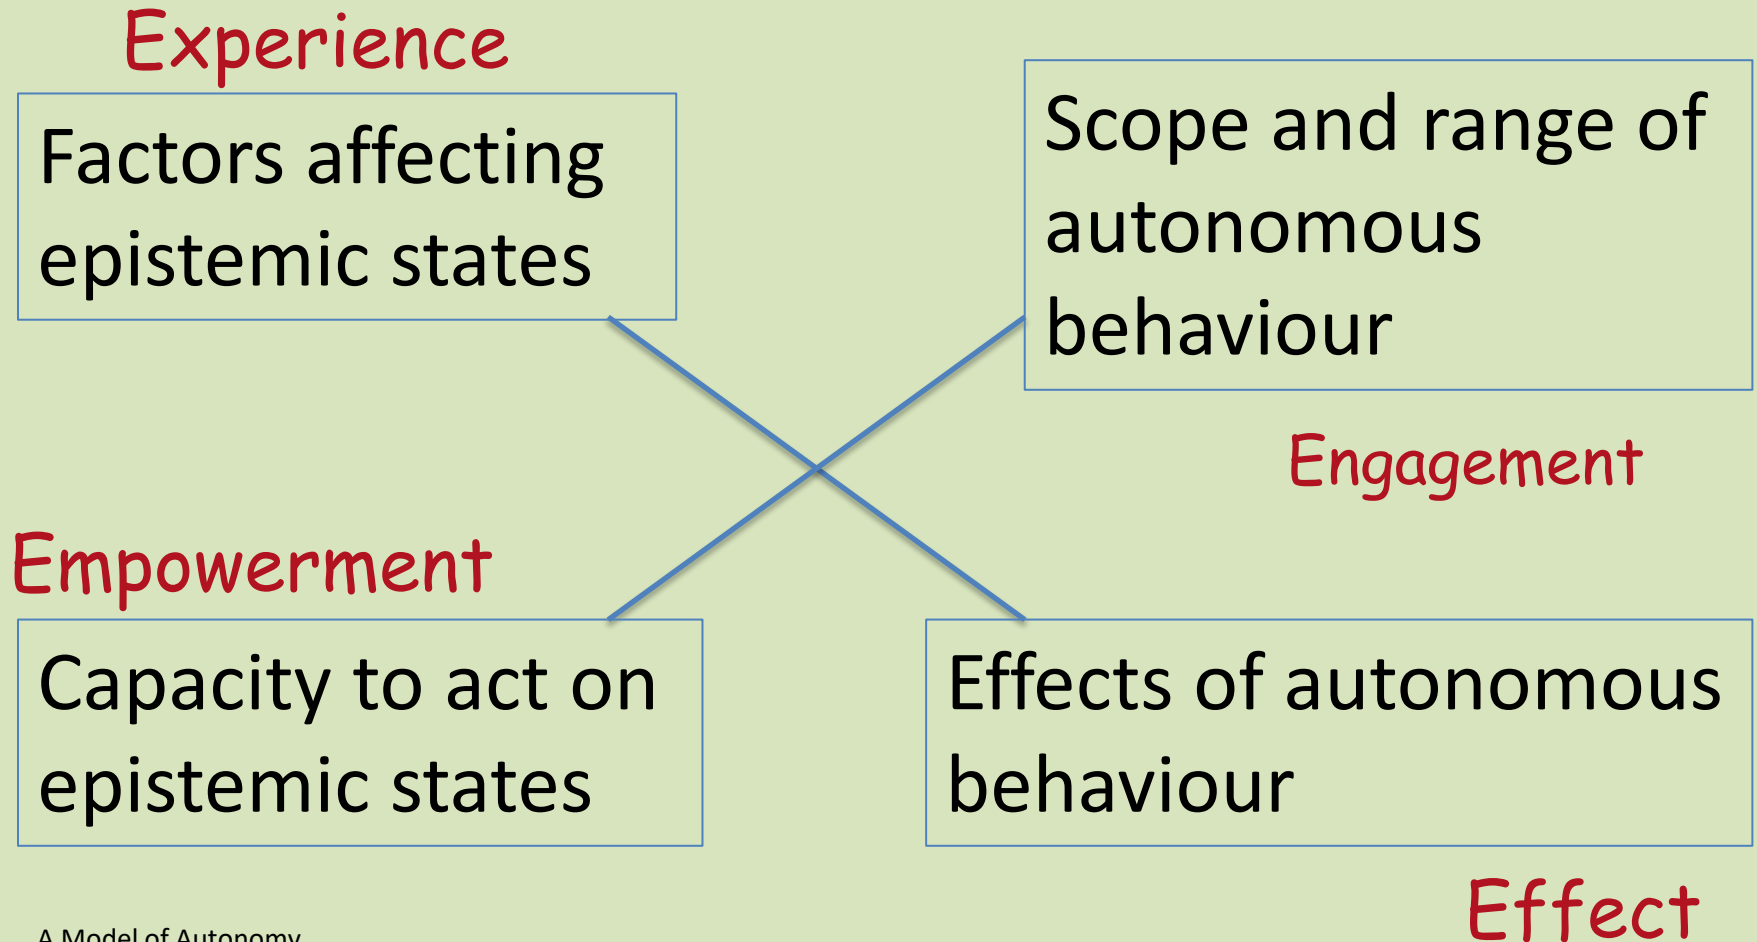 Experience
Factors affecting
epistemic states
Scope and range of
autonomous
behaviour
Engagement
Empowerment
Capacity to act on
epistemic states
Effects of autonomous
behaviour
Effect
A Model of Autonomy